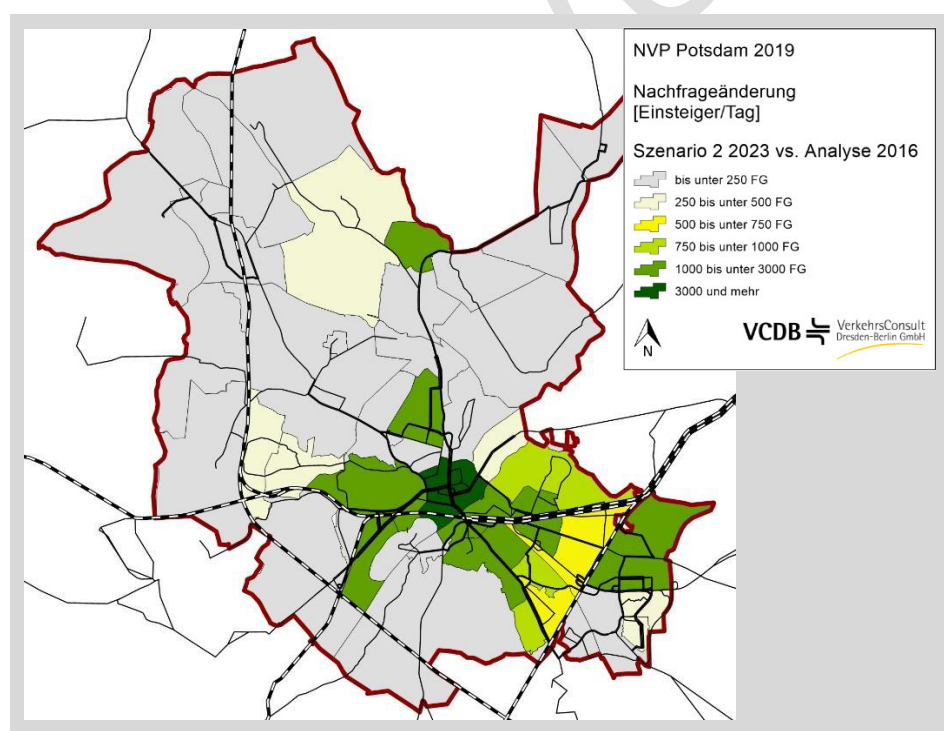 NVP Potsdam 2019
Nachfrageänderung
[Einsteiger/Tag]
Szenario 2 2023 vs. Analyse 2016
bis unter 250 FG
250 bis unter 500 FG
500 bis unter 750 FG
750 bis unter 1000 FG
1000 bis unter 3000 FG
3000 und mehr
N
VCDB VerkehrsConsult
Dresden-Berlin GmbH